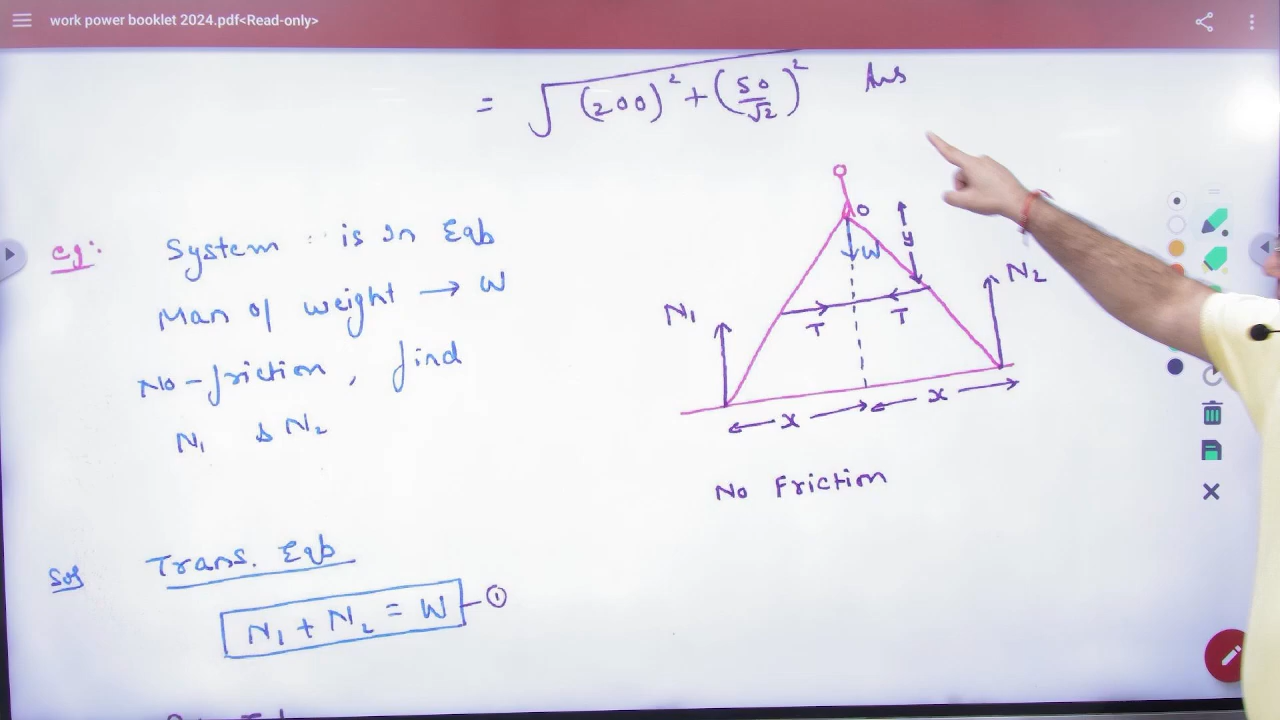 work power booklet 2024.pdf<Read-only>
= √(200)² + (50/√2)² Ans
eg:
System is In Eqb
Man of weight → W
No-friction, find
N₁ & N₂
O
W
y
N₁
N₂
T
T
x
x
No Friction
Sol
Trans. Eqb
N₁ + N₂ = W -①